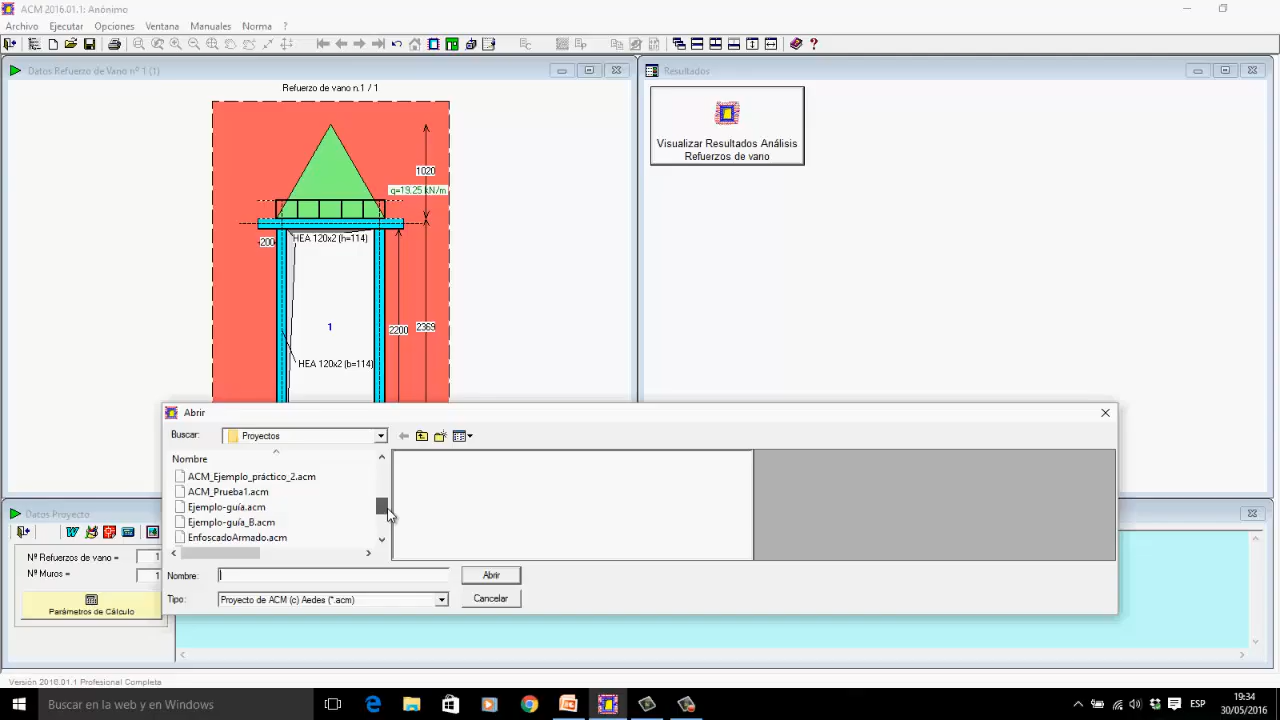 ACM 2016.01.1: Anónimo
Archivo Ejecutar Opciones Ventana Manuales Norma ?
Datos Refuerzo de Vano nº 1 (1)
Refuerzo de vano n.1 / 1
1020
q=19.25 kN/m
200
HEA 120x2 (h=114)
1
2200
2369
HEA 120x2 (b=114)
Resultados
Visualizar Resultados Análisis
Refuerzos de vano
Abrir
Buscar: Proyectos
Nombre
ACM_Ejemplo_práctico_2.acm
ACM_Prueba1.acm
Ejemplo-guía.acm
Ejemplo-guía_B.acm
EnfoscadoArmado.acm
Nombre:
Abrir
Tipo: Proyecto de ACM (c) Aedes (*.acm)
Cancelar
Datos Proyecto
Nº Refuerzos de vano = 1
Nº Muros = 1
Parámetros de Cálculo
Versión 2016.01.1 Profesional Completa
Buscar en la web y en Windows
ESP
19:34
30/05/2016